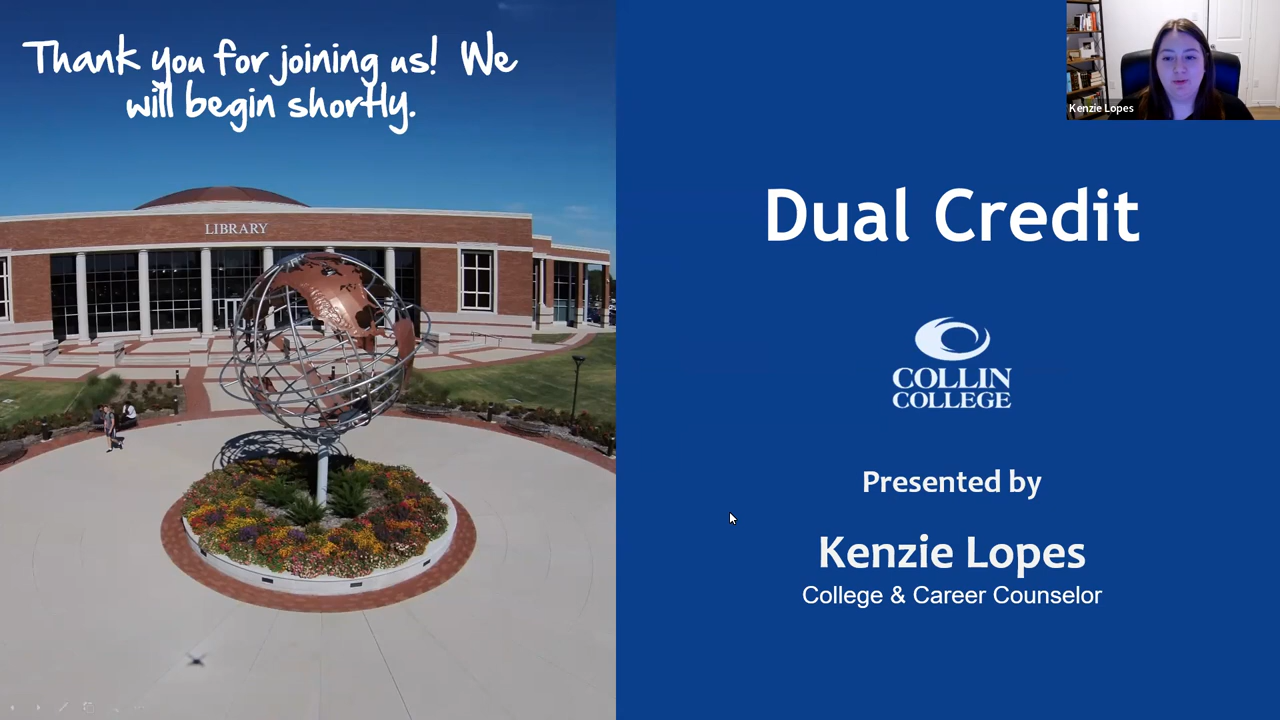 Thank you for joining us! We
will begin shortly.
LIBRARY
Kenzie Lopes
Dual Credit
COLLIN
COLLEGE
Presented by
Kenzie Lopes
College & Career Counselor